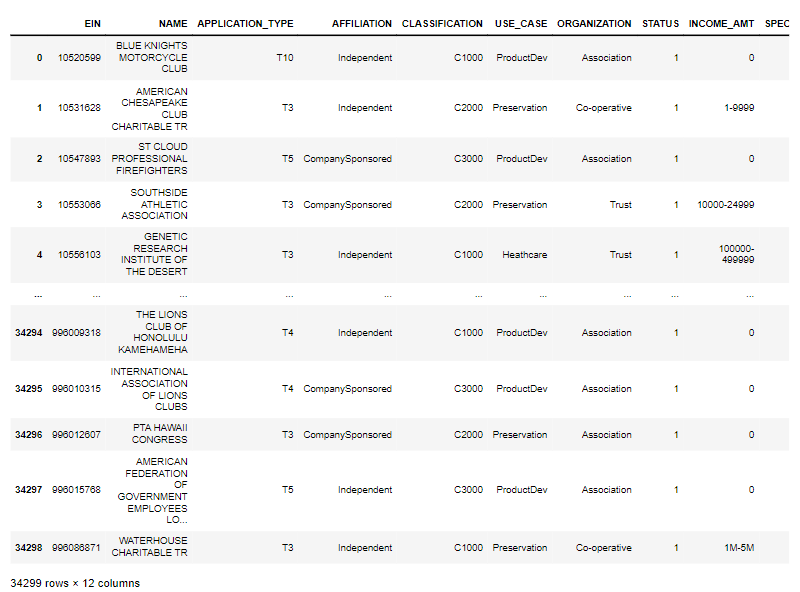 EIN NAME APPLICATION_TYPE AFFILIATION CLASSIFICATION USE_CASE ORGANIZATION STATUS INCOME_AMT SPEC
0 10520599 BLUE KNIGHTS MOTORCYCLE CLUB T10 Independent C1000 ProductDev Association 1 0
1 10531628 AMERICAN CHESAPEAKE CLUB CHARITABLE TR T3 Independent C2000 Preservation Co-operative 1 1-9999
2 10547893 ST CLOUD PROFESSIONAL FIREFIGHTERS T5 CompanySponsored C3000 ProductDev Association 1 0
3 10553066 SOUTHSIDE ATHLETIC ASSOCIATION T3 CompanySponsored C2000 Preservation Trust 1 10000-24999
4 10556103 GENETIC RESEARCH INSTITUTE OF THE DESERT T3 Independent C1000 Heathcare Trust 1 100000-499999
... ... ... ... ... ... ... ... ... ...
34294 996009318 THE LIONS CLUB OF HONOLULU KAMEHAMEHA T4 Independent C1000 ProductDev Association 1 0
34295 996010315 INTERNATIONAL ASSOCIATION OF LIONS CLUBS T4 CompanySponsored C3000 ProductDev Association 1 0
34296 996012607 PTA HAWAII CONGRESS T3 CompanySponsored C2000 Preservation Association 1 0
34297 996015768 AMERICAN FEDERATION OF GOVERNMENT EMPLOYEES LO... T5 Independent C3000 ProductDev Association 1 0
34298 996086871 WATERHOUSE CHARITABLE TR T3 Independent C1000 Preservation Co-operative 1 1M-5M
34299 rows × 12 columns